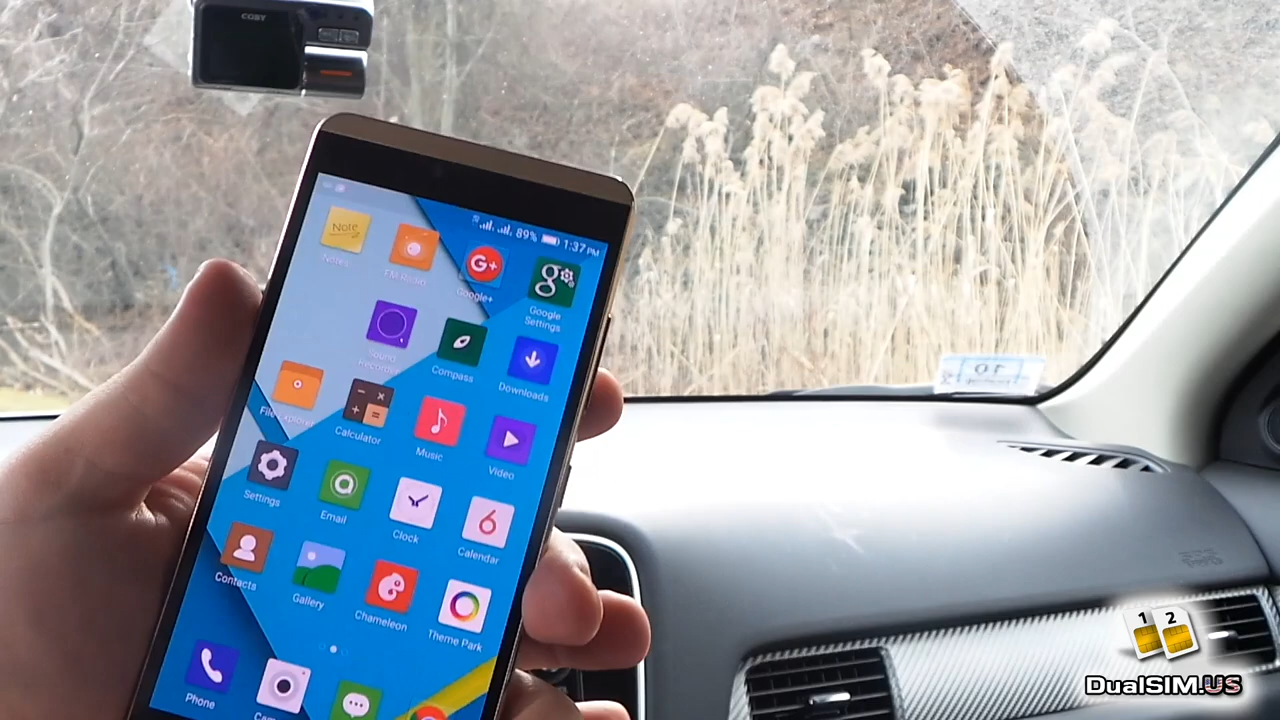 COBY
89% 1:37 PM
Note
Notes
FM Radio
Google+
Google Settings
Sound Recorder
Compass
Downloads
File Explorer
Calculator
Music
Video
Settings
Email
Clock
6
Calendar
Contacts
Gallery
Chameleon
Theme Park
Phone
10
1 2
DualSIM.US